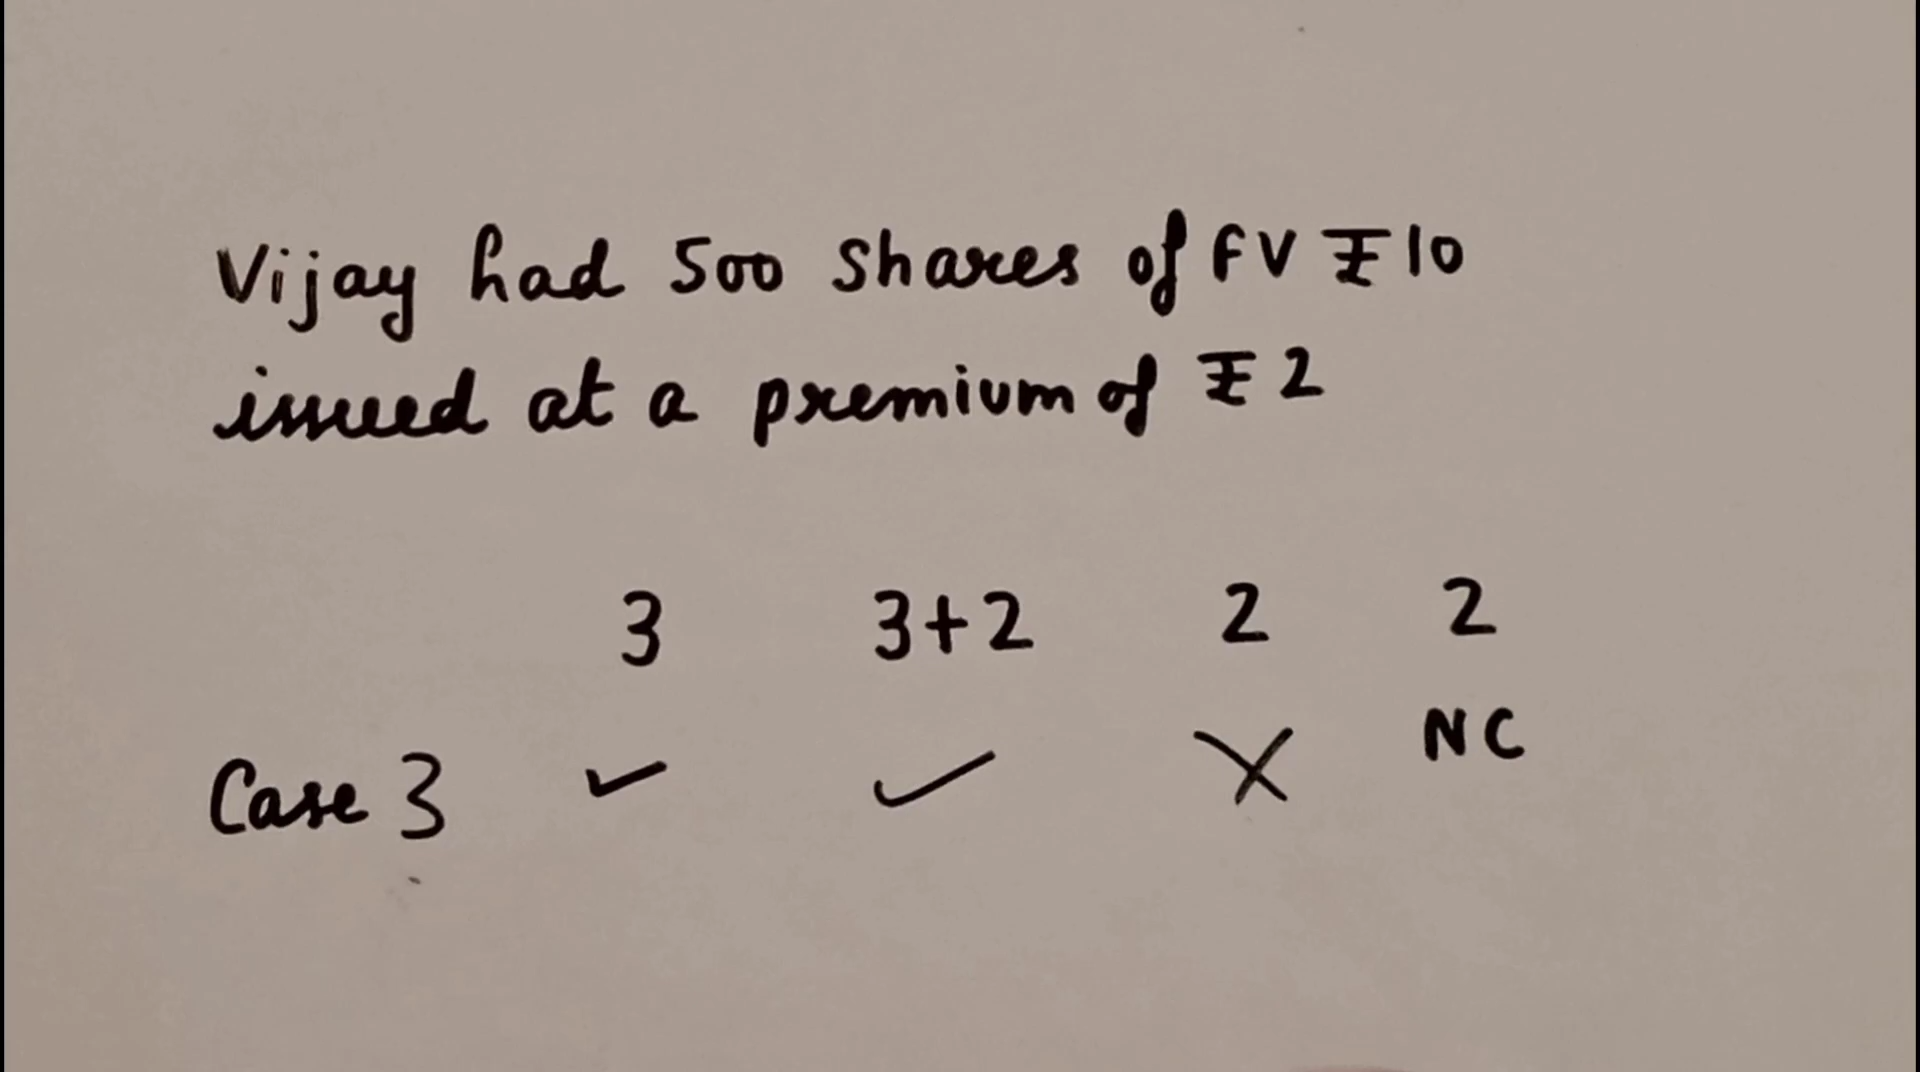 Vijay had 500 shares of FV ₹10
issued at a premium of ₹2
3 3+2 2 2
Case 3 ✓ ✓ X NC